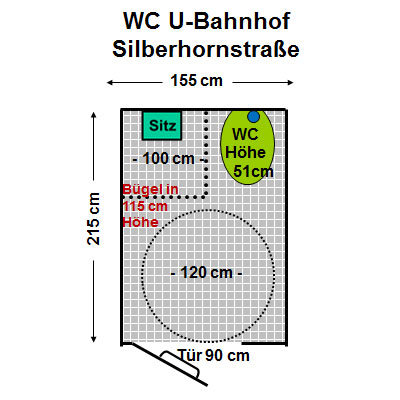 WC U-Bahnhof
Silberhornstraße
155 cm
Sitz
WC
Höhe
51cm
- 100 cm -
Bügel in
115 cm
Höhe
215 cm
- 120 cm -
Tür 90 cm